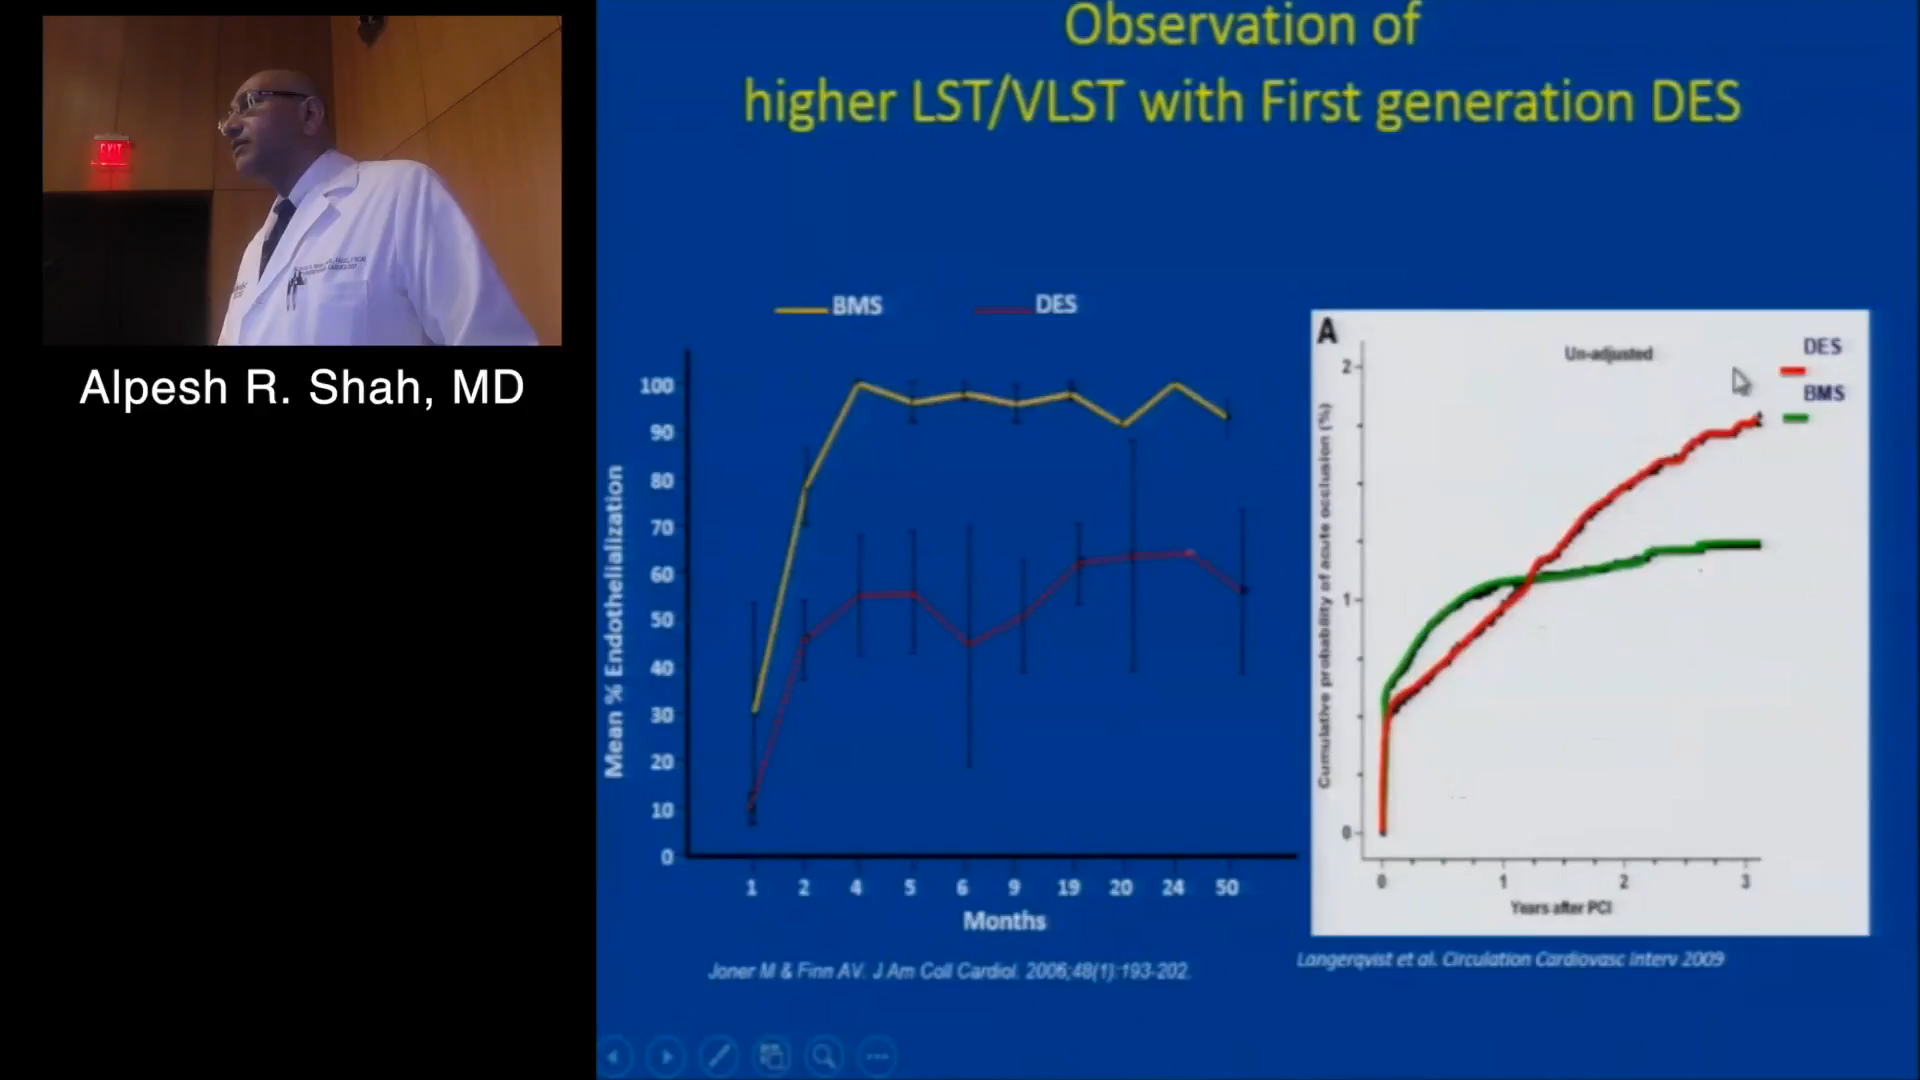 EXIT
Alpesh R. Shah, MD
Observation of
higher LST/VLST with First generation DES
BMS
DES
Mean % Endothelialization
100
90
80
70
60
50
40
30
20
10
0
1 2 4 5 6 9 19 20 24 50
Months
Joner M & Finn AV. J Am Coll Cardiol. 2006;48(1):193-202.
A
Un-adjusted
DES
BMS
Cumulative probability of acute occlusion (%)
2
1
0
0 1 2 3
Years after PCI
Langerqvist et al. Circulation Cardiovasc Interv 2009